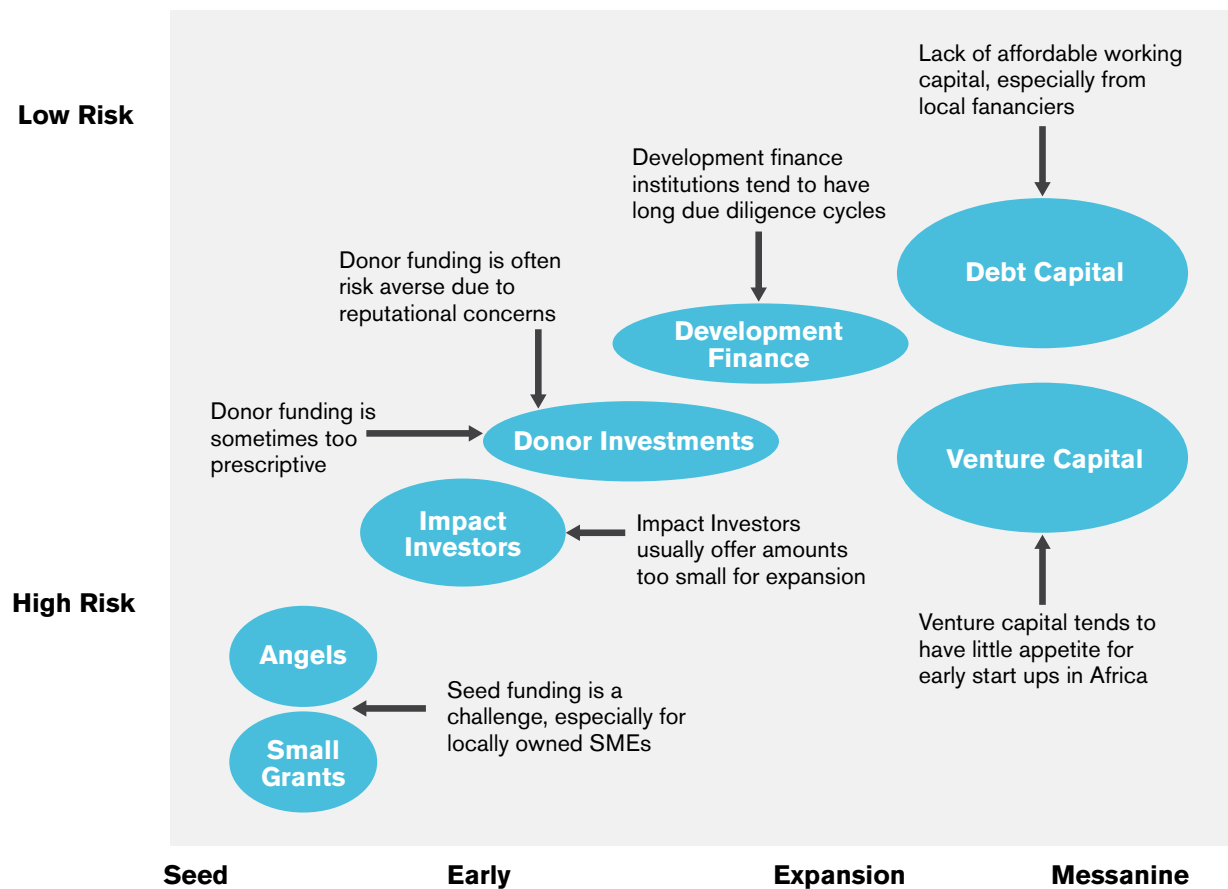 Lack of affordable working
capital, especially from
local fananciers
Low Risk
Development finance
institutions tend to have
long due diligence cycles
Donor funding is often
risk averse due to
reputational concerns
Debt Capital
Development
Finance
Donor funding is
sometimes too
prescriptive
Donor Investments
Venture Capital
Impact
Investors
Impact Investors
usually offer amounts
too small for expansion
High Risk
Venture capital tends to
have little appetite for
early start ups in Africa
Angels
Seed funding is a
challenge, especially for
locally owned SMEs
Small
Grants
Seed
Early
Expansion
Messanine